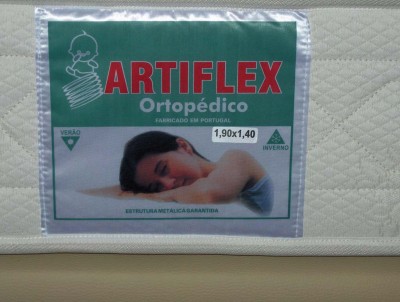 ARTIFLEX
Ortopédico
FABRICADO EM PORTUGAL
1,90x1,40
VERÃO
INVERNO
ESTRUTURA METÁLICA GARANTIDA